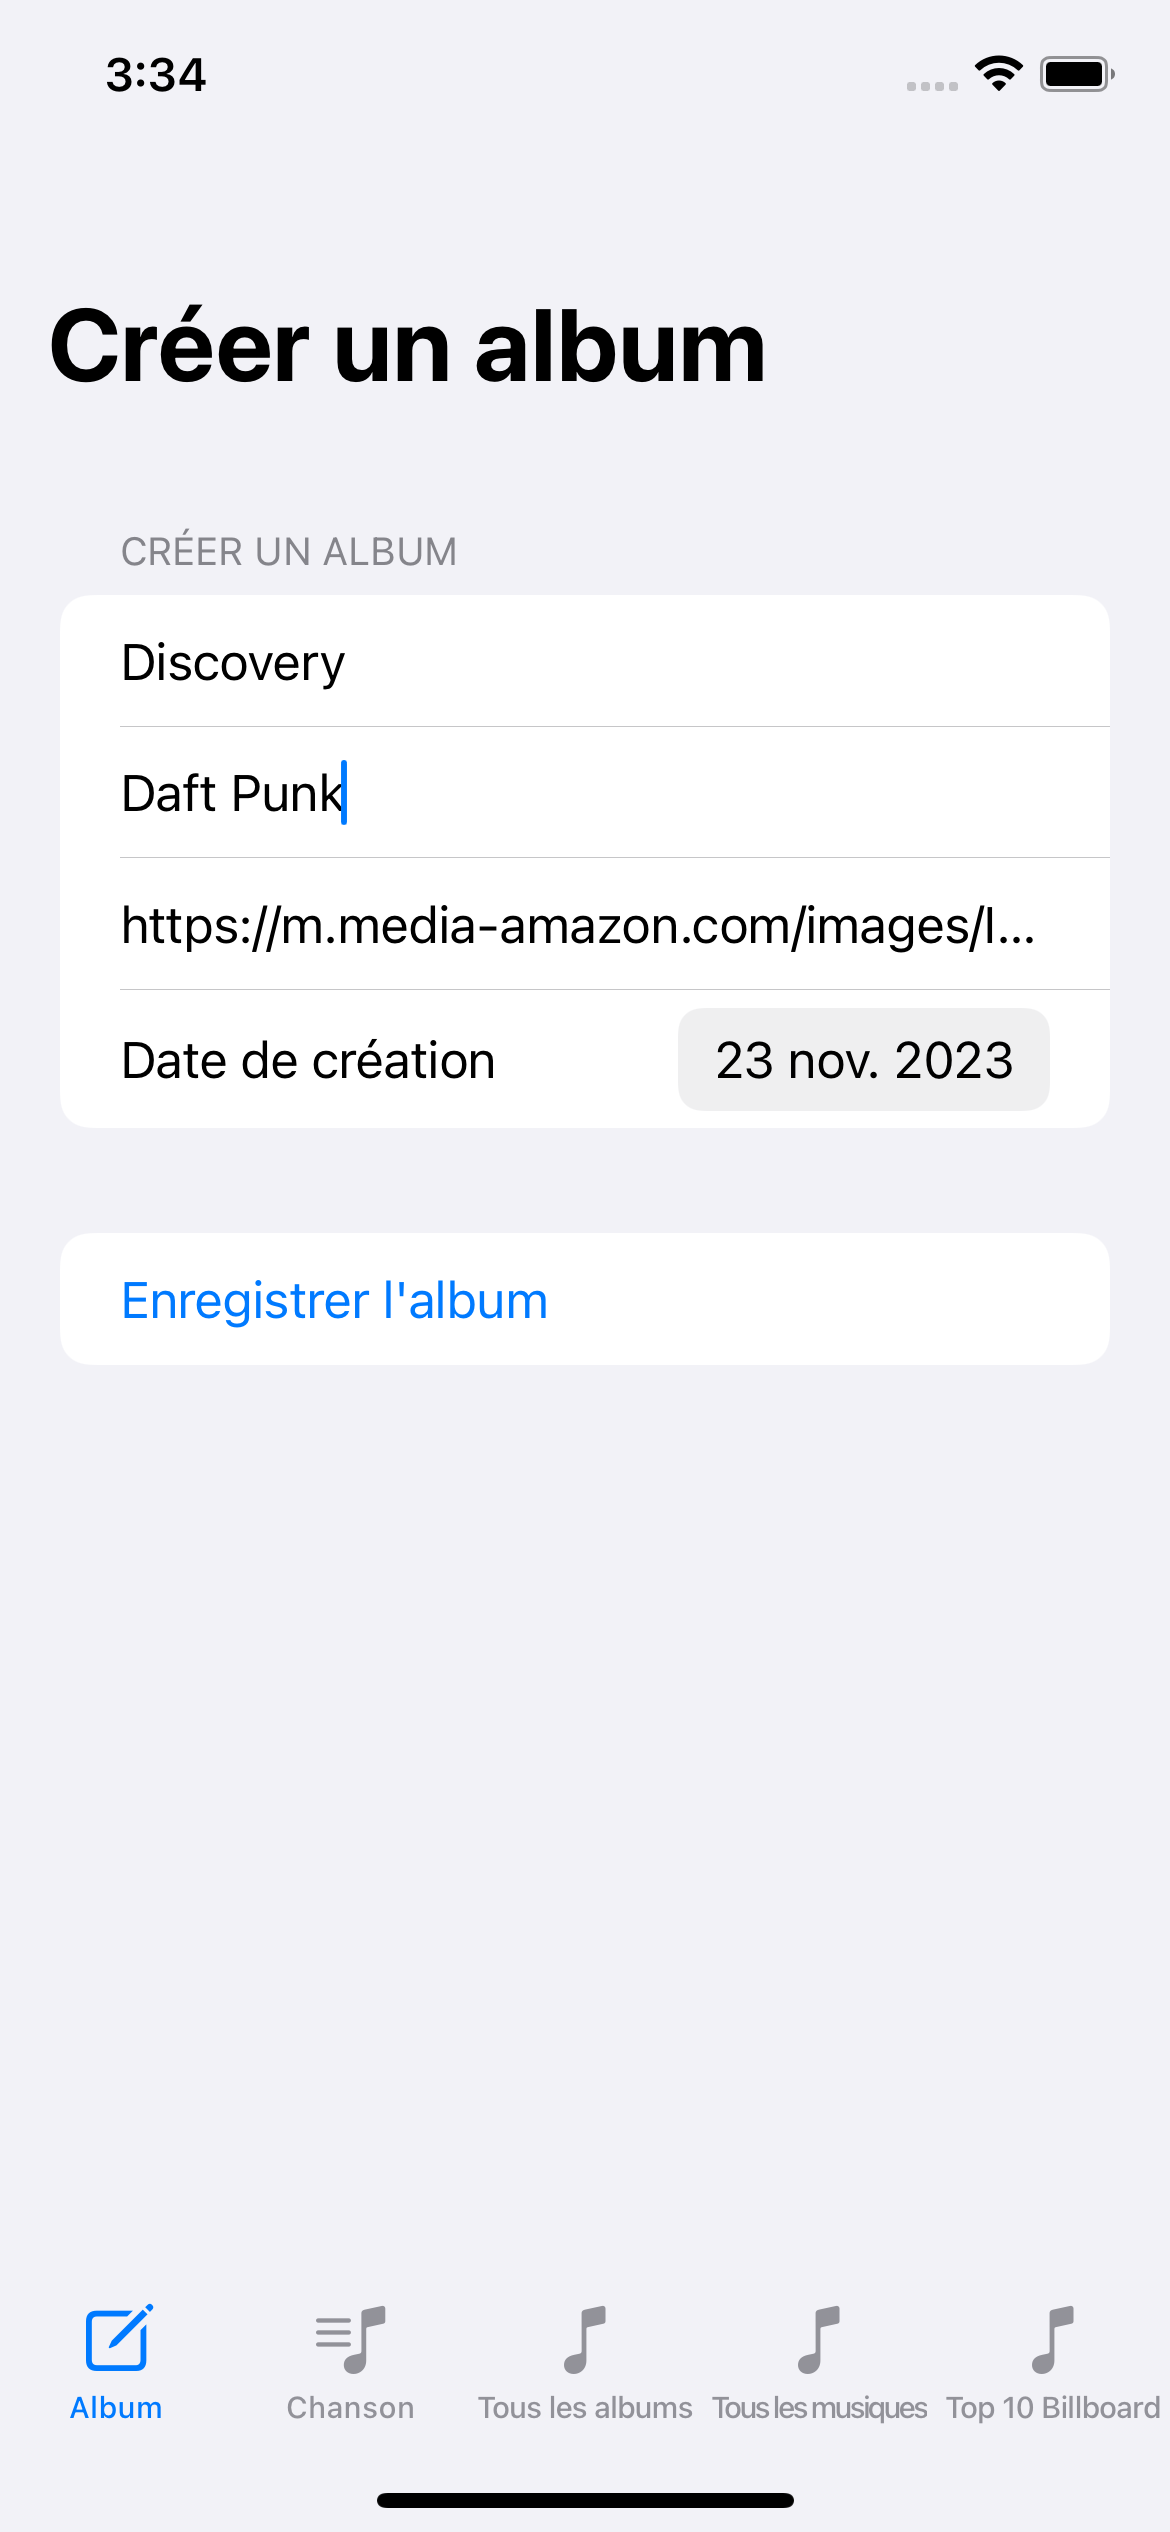 3:34
Créer un album
CRÉER UN ALBUM
Discovery
Daft Punk
https://m.media-amazon.com/images/I...
Date de création 23 nov. 2023
Enregistrer l'album
Album Chanson Tous les albums Tous les musiques Top 10 Billboard